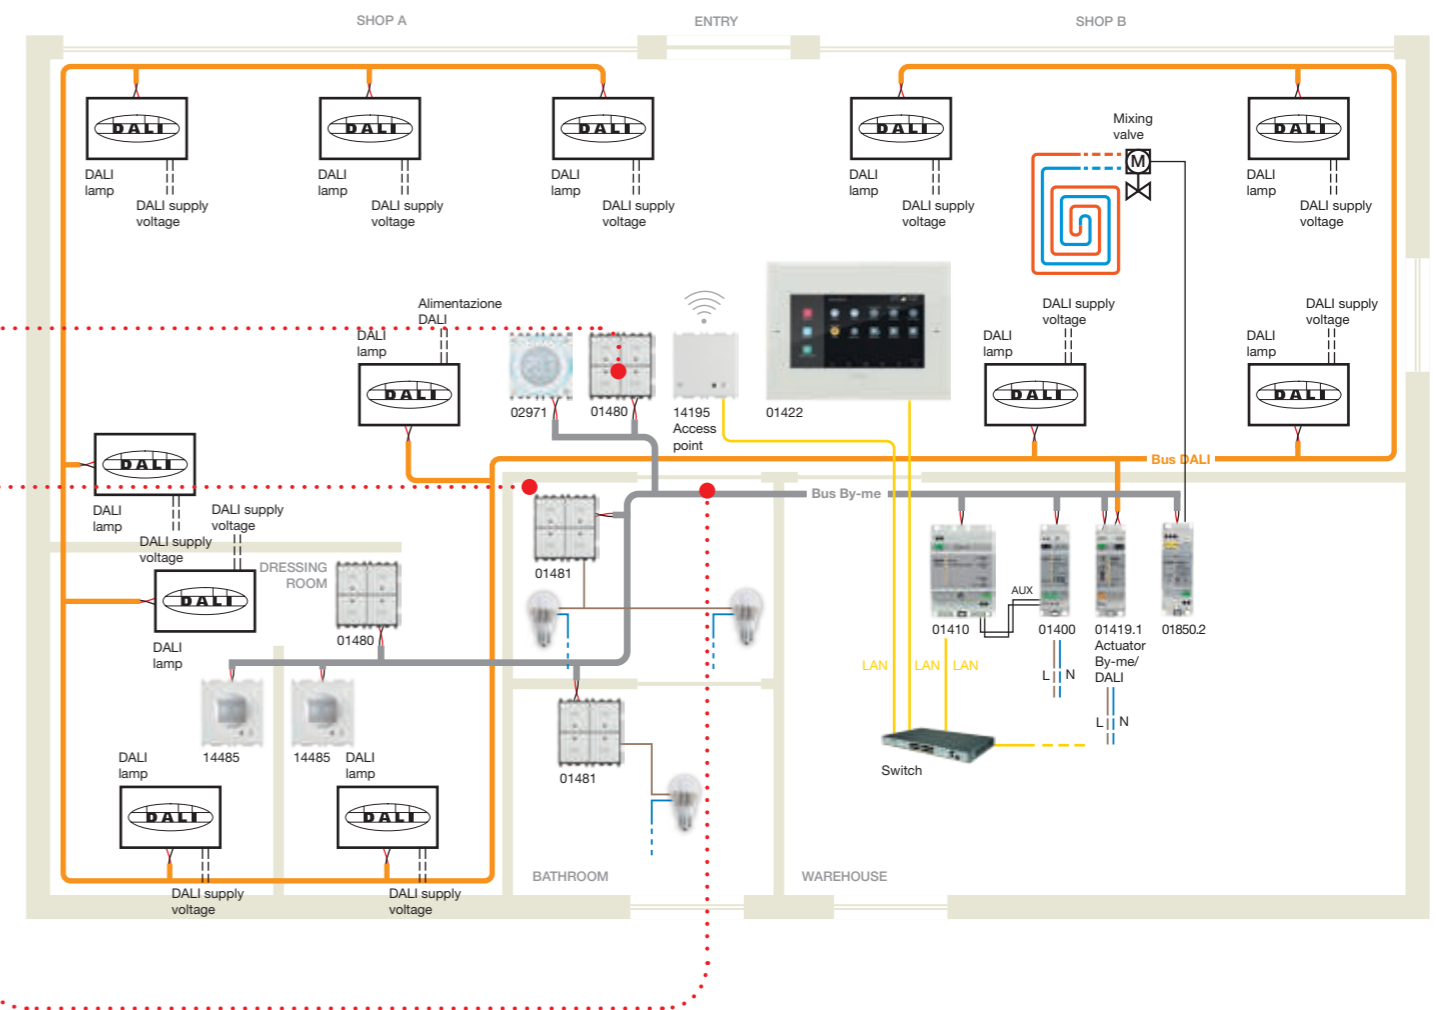 SHOP A
ENTRY
SHOP B
DALI
DALI
lamp
DALI supply
voltage
DALI
DALI
lamp
DALI supply
voltage
DALI
DALI
lamp
DALI supply
voltage
DALI
DALI
lamp
DALI supply
voltage
Mixing
valve
M
DALI
DALI
lamp
DALI supply
voltage
Alimentazione
DALI
DALI
lamp
DALI
02971
01480
14195
Access
point
01422
DALI supply
voltage
DALI
lamp
DALI
DALI supply
voltage
DALI
lamp
DALI
Bus DALI
DALI
DALI
lamp
DALI supply
voltage
DALI supply
voltage
DALI
DALI
lamp
DRESSING
ROOM
01480
Bus By-me
01481
01410
AUX
01400
L
N
01419.1
Actuator
By-me/
DALI
L
N
01850.2
LAN
LAN
LAN
Switch
14485
14485
01481
DALI
lamp
DALI
DALI supply
voltage
DALI
lamp
DALI
DALI supply
voltage
BATHROOM
WAREHOUSE